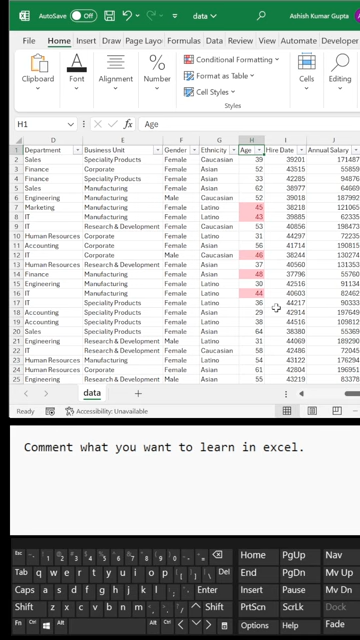 AutoSave Off data Ashish Kumar Gupta
File Home Insert Draw Page Layo Formulas Data Review View Automate Developer
Clipboard Font Alignment Number Conditional Formatting Format as Table Cell Styles Cells Editing
Styles
H1 fx Age
D E F G H I J
1 Department Business Unit Gender Ethnicity Age Hire Date Annual Salary
2 Sales Speciality Products Female Caucasian 39 39201 171487
3 Finance Corporate Female Asian 52 43515 55859
4 Finance Corporate Female Asian 33 42285 94876
5 Sales Manufacturing Female Asian 62 38977 64669
6 Engineering Manufacturing Male Caucasian 52 39018 187992
7 Marketing Manufacturing Female Latino 45 38218 121065
8 IT Manufacturing Female Latino 43 39885 62335
9 IT Research & Development Female Caucasian 53 40856 198473
10 Human Resources Corporate Female Latino 31 44297 72235
11 Accounting Corporate Female Asian 56 41714 190815
12 IT Corporate Male Caucasian 46 38244 130274
13 Human Resources Research & Development Female Latino 37 40560 131353
14 Finance Manufacturing Female Asian 48 37796 55760
15 Engineering Manufacturing Female Latino 30 42516 91134
16 IT Manufacturing Female Latino 44 40603 82462
17 IT Speciality Products Female Latino 36 44217 90333
18 Accounting Speciality Products Female Asian 29 42914 197649
19 Accounting Speciality Products Female Latino 38 44516 109812
20 Sales Speciality Products Female Asian 64 38380 55369
21 Engineering Research & Development Male Latino 31 44069 189290
22 IT Research & Development Female Caucasian 58 42486 72045
23 Human Resources Manufacturing Female Latino 54 43122 176294
24 Human Resources Corporate Female Asian 61 42804 196951
25 Engineering Research & Development Male Asian 55 43219 83378
data
Ready Accessibility: Unavailable
Comment what you want to learn in excel.
Esc Home PgUp Nav
Tab q w e r t y u i o p Del End PgDn Mv Up
Caps a s d f g h j k l Enter Insert Pause Mv Dn
Shift z x c v b n m Shift PrtScn ScrLk Dock
Fn Ctrl Alt Alt Ctrl Options Help Fade